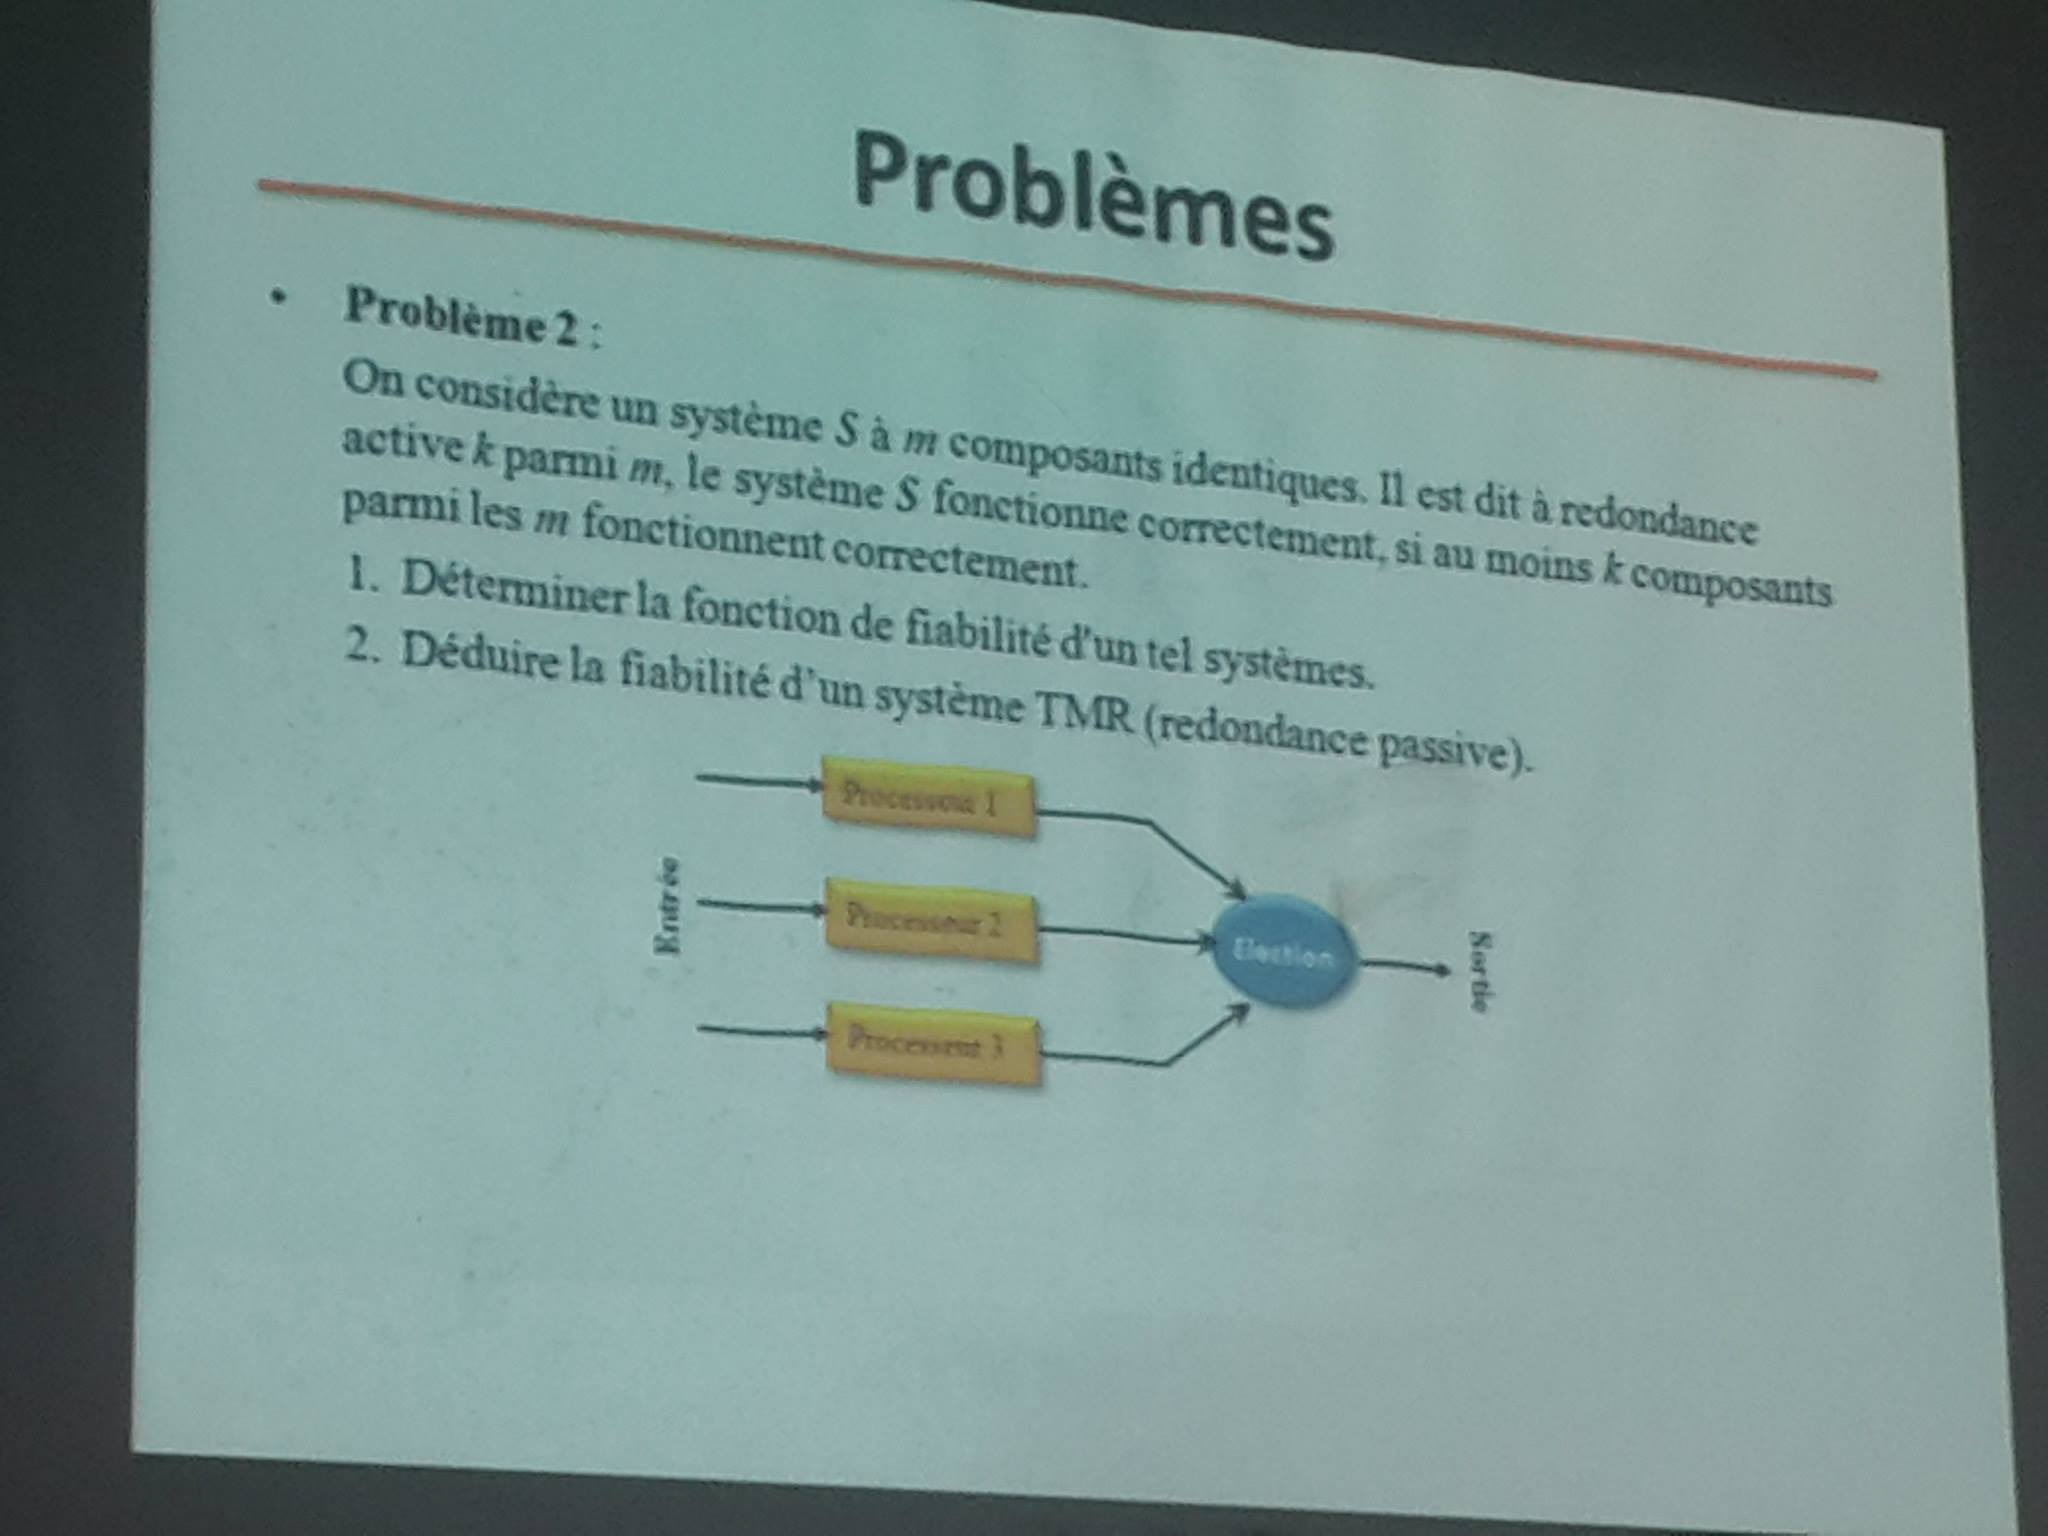 Problèmes
• Problème 2 :
On considère un système S à m composants identiques. Il est dit à redondance
active k parmi m, le système S fonctionne correctement, si au moins k composants
parmi les m fonctionnent correctement.
1. Déterminer la fonction de fiabilité d'un tel systèmes.
2. Déduire la fiabilité d’un système TMR (redondance passive).
Processeur 1
Entrée
Processeur 2
Election
Sortie
Processeur 3